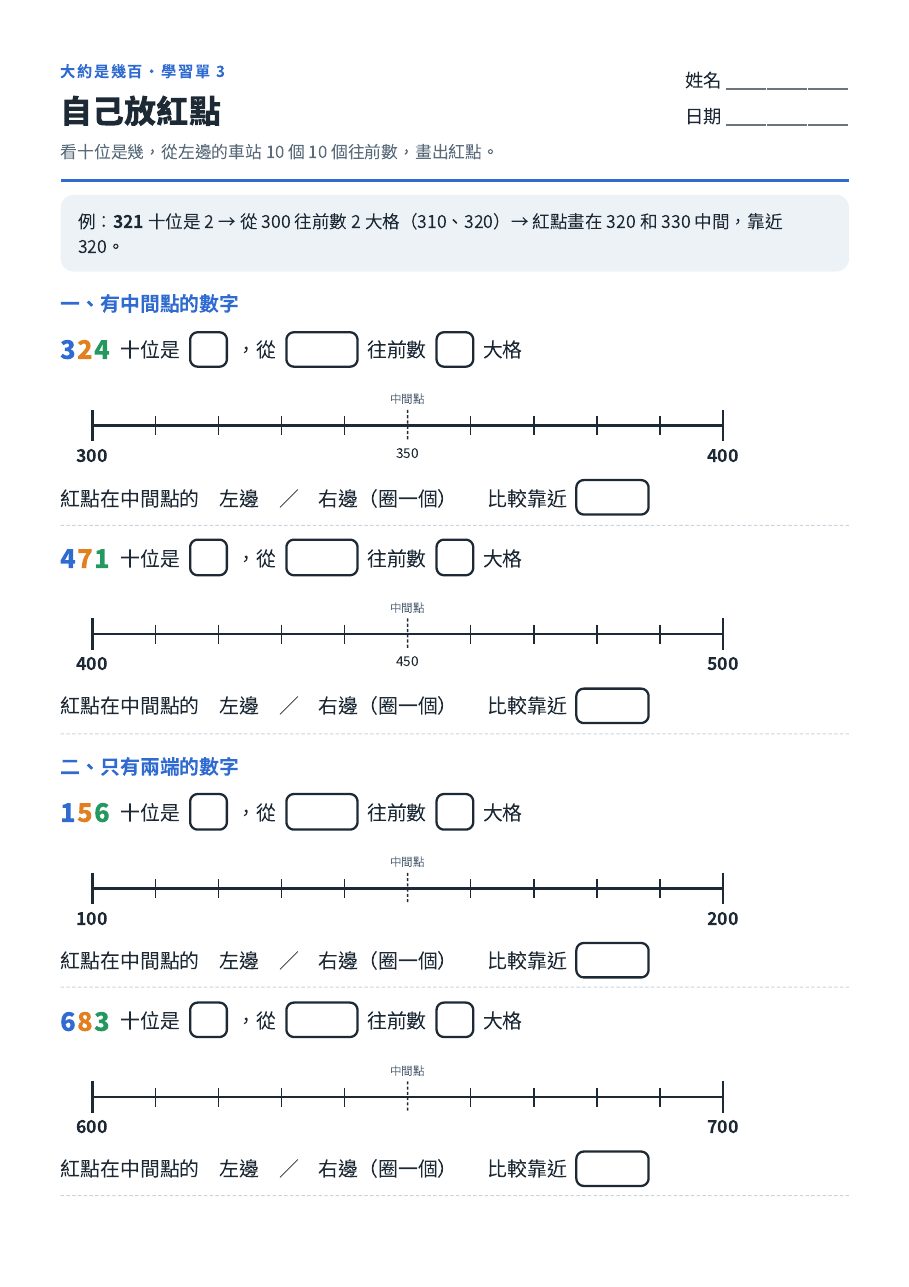 大約是幾百・學習單 3
自己放紅點
姓名 ____________
日期 ____________
看十位是幾，從左邊的車站 10 個 10 個往前數，畫出紅點。
例：321 十位是 2 → 從 300 往前數 2 大格（310、320）→ 紅點畫在 320 和 330 中間，靠近
320。
一、有中間點的數字
324 十位是 ，從 往前數 大格
中間點
300 350 400
紅點在中間點的 左邊 ／ 右邊（圈一個） 比較靠近
471 十位是 ，從 往前數 大格
中間點
400 450 500
紅點在中間點的 左邊 ／ 右邊（圈一個） 比較靠近
二、只有兩端的數字
156 十位是 ，從 往前數 大格
中間點
100 200
紅點在中間點的 左邊 ／ 右邊（圈一個） 比較靠近
683 十位是 ，從 往前數 大格
中間點
600 700
紅點在中間點的 左邊 ／ 右邊（圈一個） 比較靠近